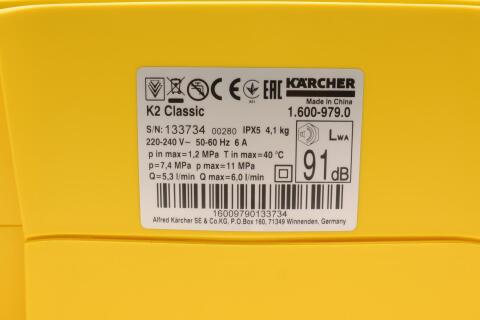 CE EAC KÄRCHER
Made in China
K2 Classic 1.600-979.0
S/N: 133734 00280 IPX5 4,1 kg
220-240 V~ 50-60 Hz 6 A
p in max=1,2 MPa T in max=40 °C
p=7,4 MPa p max=11 MPa
Q=5,3 l/min Q max=6,0 l/min
LWA
91dB
16009790133734
Alfred Kärcher SE & Co.KG, P.O.Box 160, 71349 Winnenden, Germany